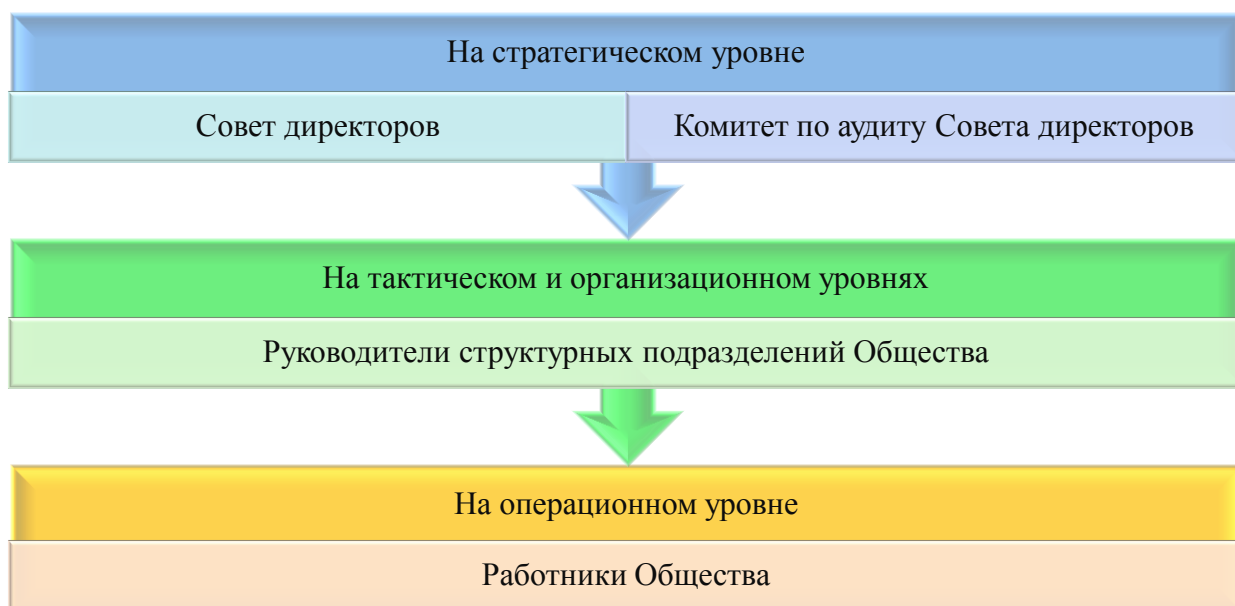 На стратегическом уровне
Совет директоров
Комитет по аудиту Совета директоров
На тактическом и организационном уровнях
Руководители структурных подразделений Общества
На операционном уровне
Работники Общества